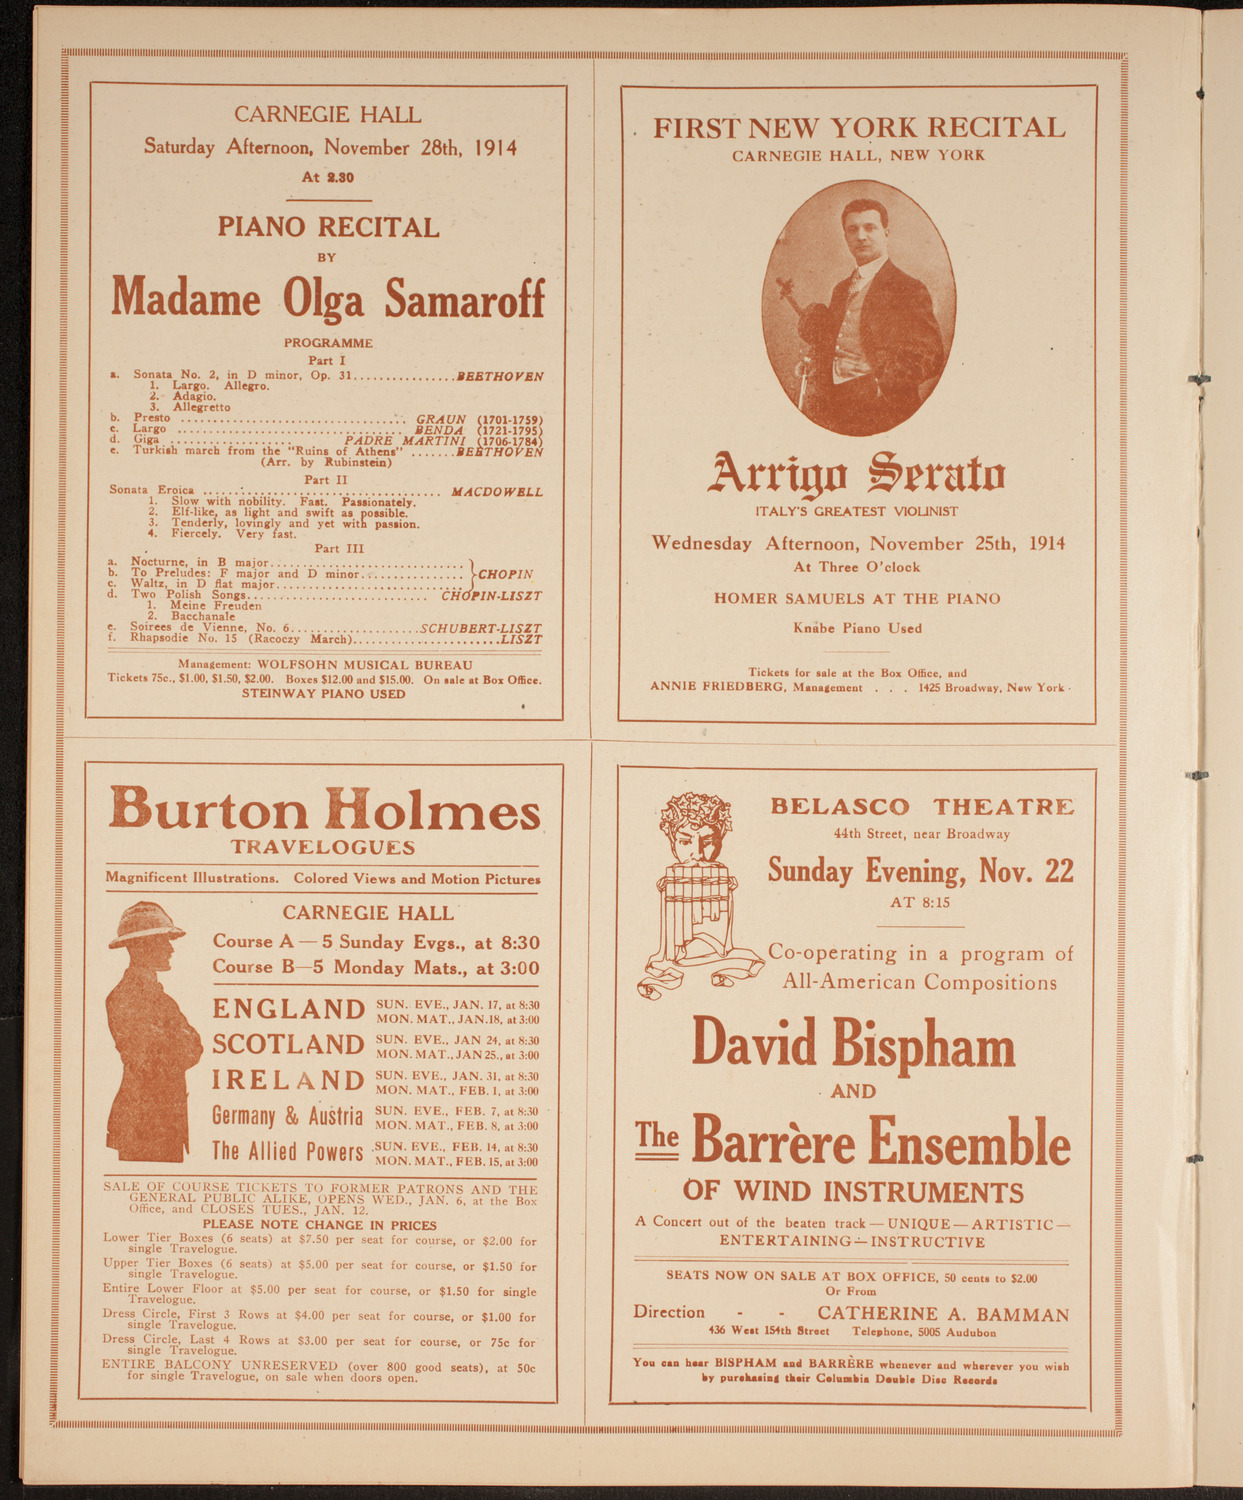 CARNEGIE HALL
Saturday Afternoon, November 28th, 1914
At 2.30
PIANO RECITAL
BY
Madame Olga Samaroff
PROGRAMME
Part I
a. Sonata No. 2, in D minor, Op. 31................BEETHOVEN
1. Largo. Allegro.
2. Adagio.
3. Allegretto
b. Presto .................................. GRAUN (1701-1759)
c. Largo .................................. BENDA (1721-1795)
d. Giga .................. PADRE MARTINI (1706-1784)
e. Turkish march from the "Ruins of Athens" .......BEETHOVEN
(Arr. by Rubinstein)
Part II
Sonata Eroica ..................................... MACDOWELL
1. Slow with nobility. Fast. Passionately.
2. Elf-like, as light and swift as possible.
3. Tenderly, lovingly and yet with passion.
4. Fiercely. Very fast.
Part III
a. Nocturne, in B major..............................
b. To Preludes: F major and D minor................ }CHOPIN
c. Waltz, in D flat major..............................
d. Two Polish Songs............................ CHOPIN-LISZT
1. Meine Freuden
2. Bacchanale
e. Soirees de Vienne, No. 6....................SCHUBERT-LISZT
f. Rhapsodie No. 15 (Racoczy March).......................LISZT
Management: WOLFSOHN MUSICAL BUREAU
Tickets 75c., $1.00, $1.50, $2.00. Boxes $12.00 and $15.00. On sale at Box Office.
STEINWAY PIANO USED
FIRST NEW YORK RECITAL
CARNEGIE HALL, NEW YORK
Arrigo Serato
ITALY'S GREATEST VIOLINIST
Wednesday Afternoon, November 25th, 1914
At Three O'clock
HOMER SAMUELS AT THE PIANO
Knabe Piano Used
Tickets for sale at the Box Office, and
ANNIE FRIEDBERG, Management . . . 1425 Broadway, New York
Burton Holmes
TRAVELOGUES
Magnificent Illustrations. Colored Views and Motion Pictures
CARNEGIE HALL
Course A — 5 Sunday Evgs., at 8:30
Course B—5 Monday Mats., at 3:00
ENGLAND SUN. EVE., JAN. 17, at 8:30
MON. MAT., JAN.18, at 3:00
SCOTLAND SUN. EVE., JAN 24, at 8:30
MON. MAT., JAN 25., at 3:00
IRELAND SUN. EVE., JAN. 31, at 8:30
MON. MAT., FEB. 1, at 3:00
Germany & Austria SUN. EVE., FEB. 7, at 8:30
MON. MAT., FEB. 8, at 3:00
The Allied Powers SUN. EVE., FEB. 14, at 8:30
MON. MAT., FEB. 15, at 3:00
SALE OF COURSE TICKETS TO FORMER PATRONS AND THE
GENERAL PUBLIC ALIKE, OPENS WED., JAN. 6, at the Box
Office, and CLOSES TUES., JAN. 12.
PLEASE NOTE CHANGE IN PRICES
Lower Tier Boxes (6 seats) at $7.50 per seat for course, or $2.00 for
single Travelogue.
Upper Tier Boxes (6 seats) at $5.00 per seat for course, or $1.50 for
single Travelogue.
Entire Lower Floor at $5.00 per seat for course, or $1.50 for single
Travelogue.
Dress Circle, First 3 Rows at $4.00 per seat for course, or $1.00 for
single Travelogue.
Dress Circle, Last 4 Rows at $3.00 per seat for course, or 75c for
single Travelogue.
ENTIRE BALCONY UNRESERVED (over 800 good seats), at 50c
for single Travelogue, on sale when doors open.
BELASCO THEATRE
44th Street, near Broadway
Sunday Evening, Nov. 22
AT 8:15
Co-operating in a program of
All-American Compositions
David Bispham
AND
The Barrère Ensemble
OF WIND INSTRUMENTS
A Concert out of the beaten track — UNIQUE — ARTISTIC —
ENTERTAINING — INSTRUCTIVE
SEATS NOW ON SALE AT BOX OFFICE, 50 cents to $2.00
Or From
Direction - - CATHERINE A. BAMMAN
436 West 154th Street Telephone, 5005 Audubon
You can hear BISPHAM and BARRÈRE whenever and wherever you wish
by purchasing their Columbia Double Disc Records